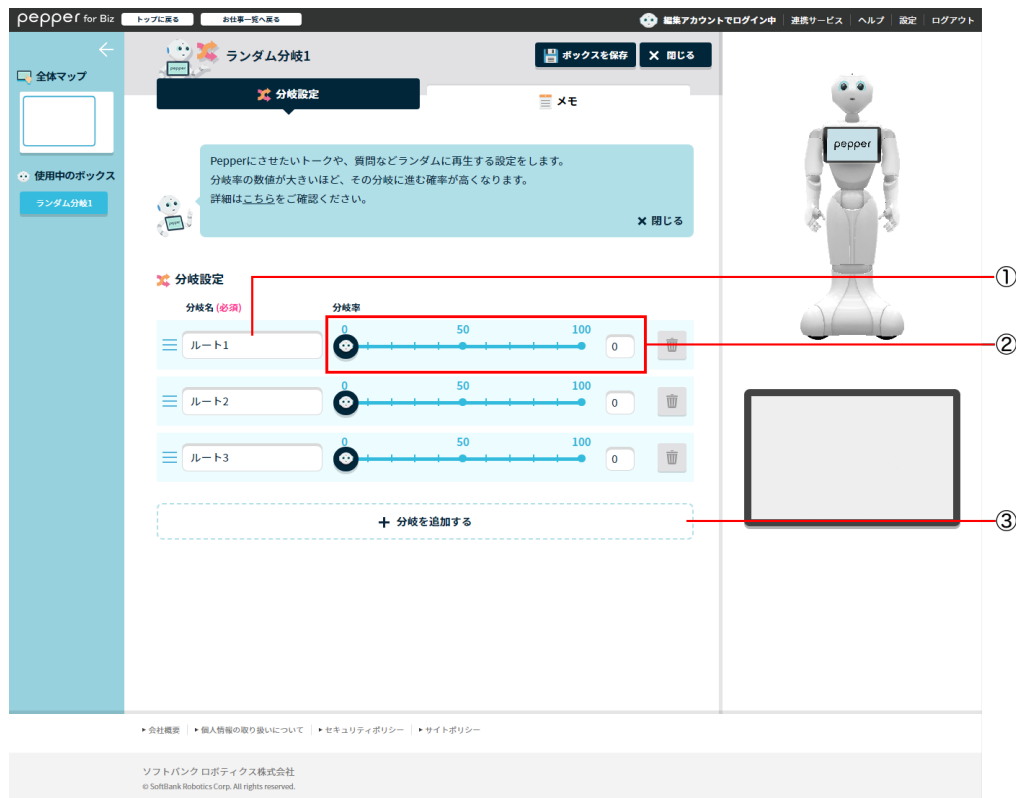 pepper for Biz トップに戻る お仕事一覧へ戻る 編集アカウントでログイン中 連携サービス ヘルプ 設定 ログアウト
全体マップ
使用中のボックス
ランダム分岐1
pepper ランダム分岐1 ボックスを保存 閉じる
分岐設定 メモ
Pepperにさせたいトークや、質問などランダムに再生する設定をします。
分岐率の数値が大きいほど、その分岐に進む確率が高くなります。
詳細はこちらをご確認ください。
pepper
閉じる
pepper
分岐設定
①
分岐名 (必須) 分岐率
0 50 100
ルート1 0
②
0 50 100
ルート2 0
0 50 100
ルート3 0
+ 分岐を追加する
③
会社概要 個人情報の取り扱いについて セキュリティポリシー サイトポリシー
ソフトバンク ロボティクス株式会社
© SoftBank Robotics Corp. All rights reserved.